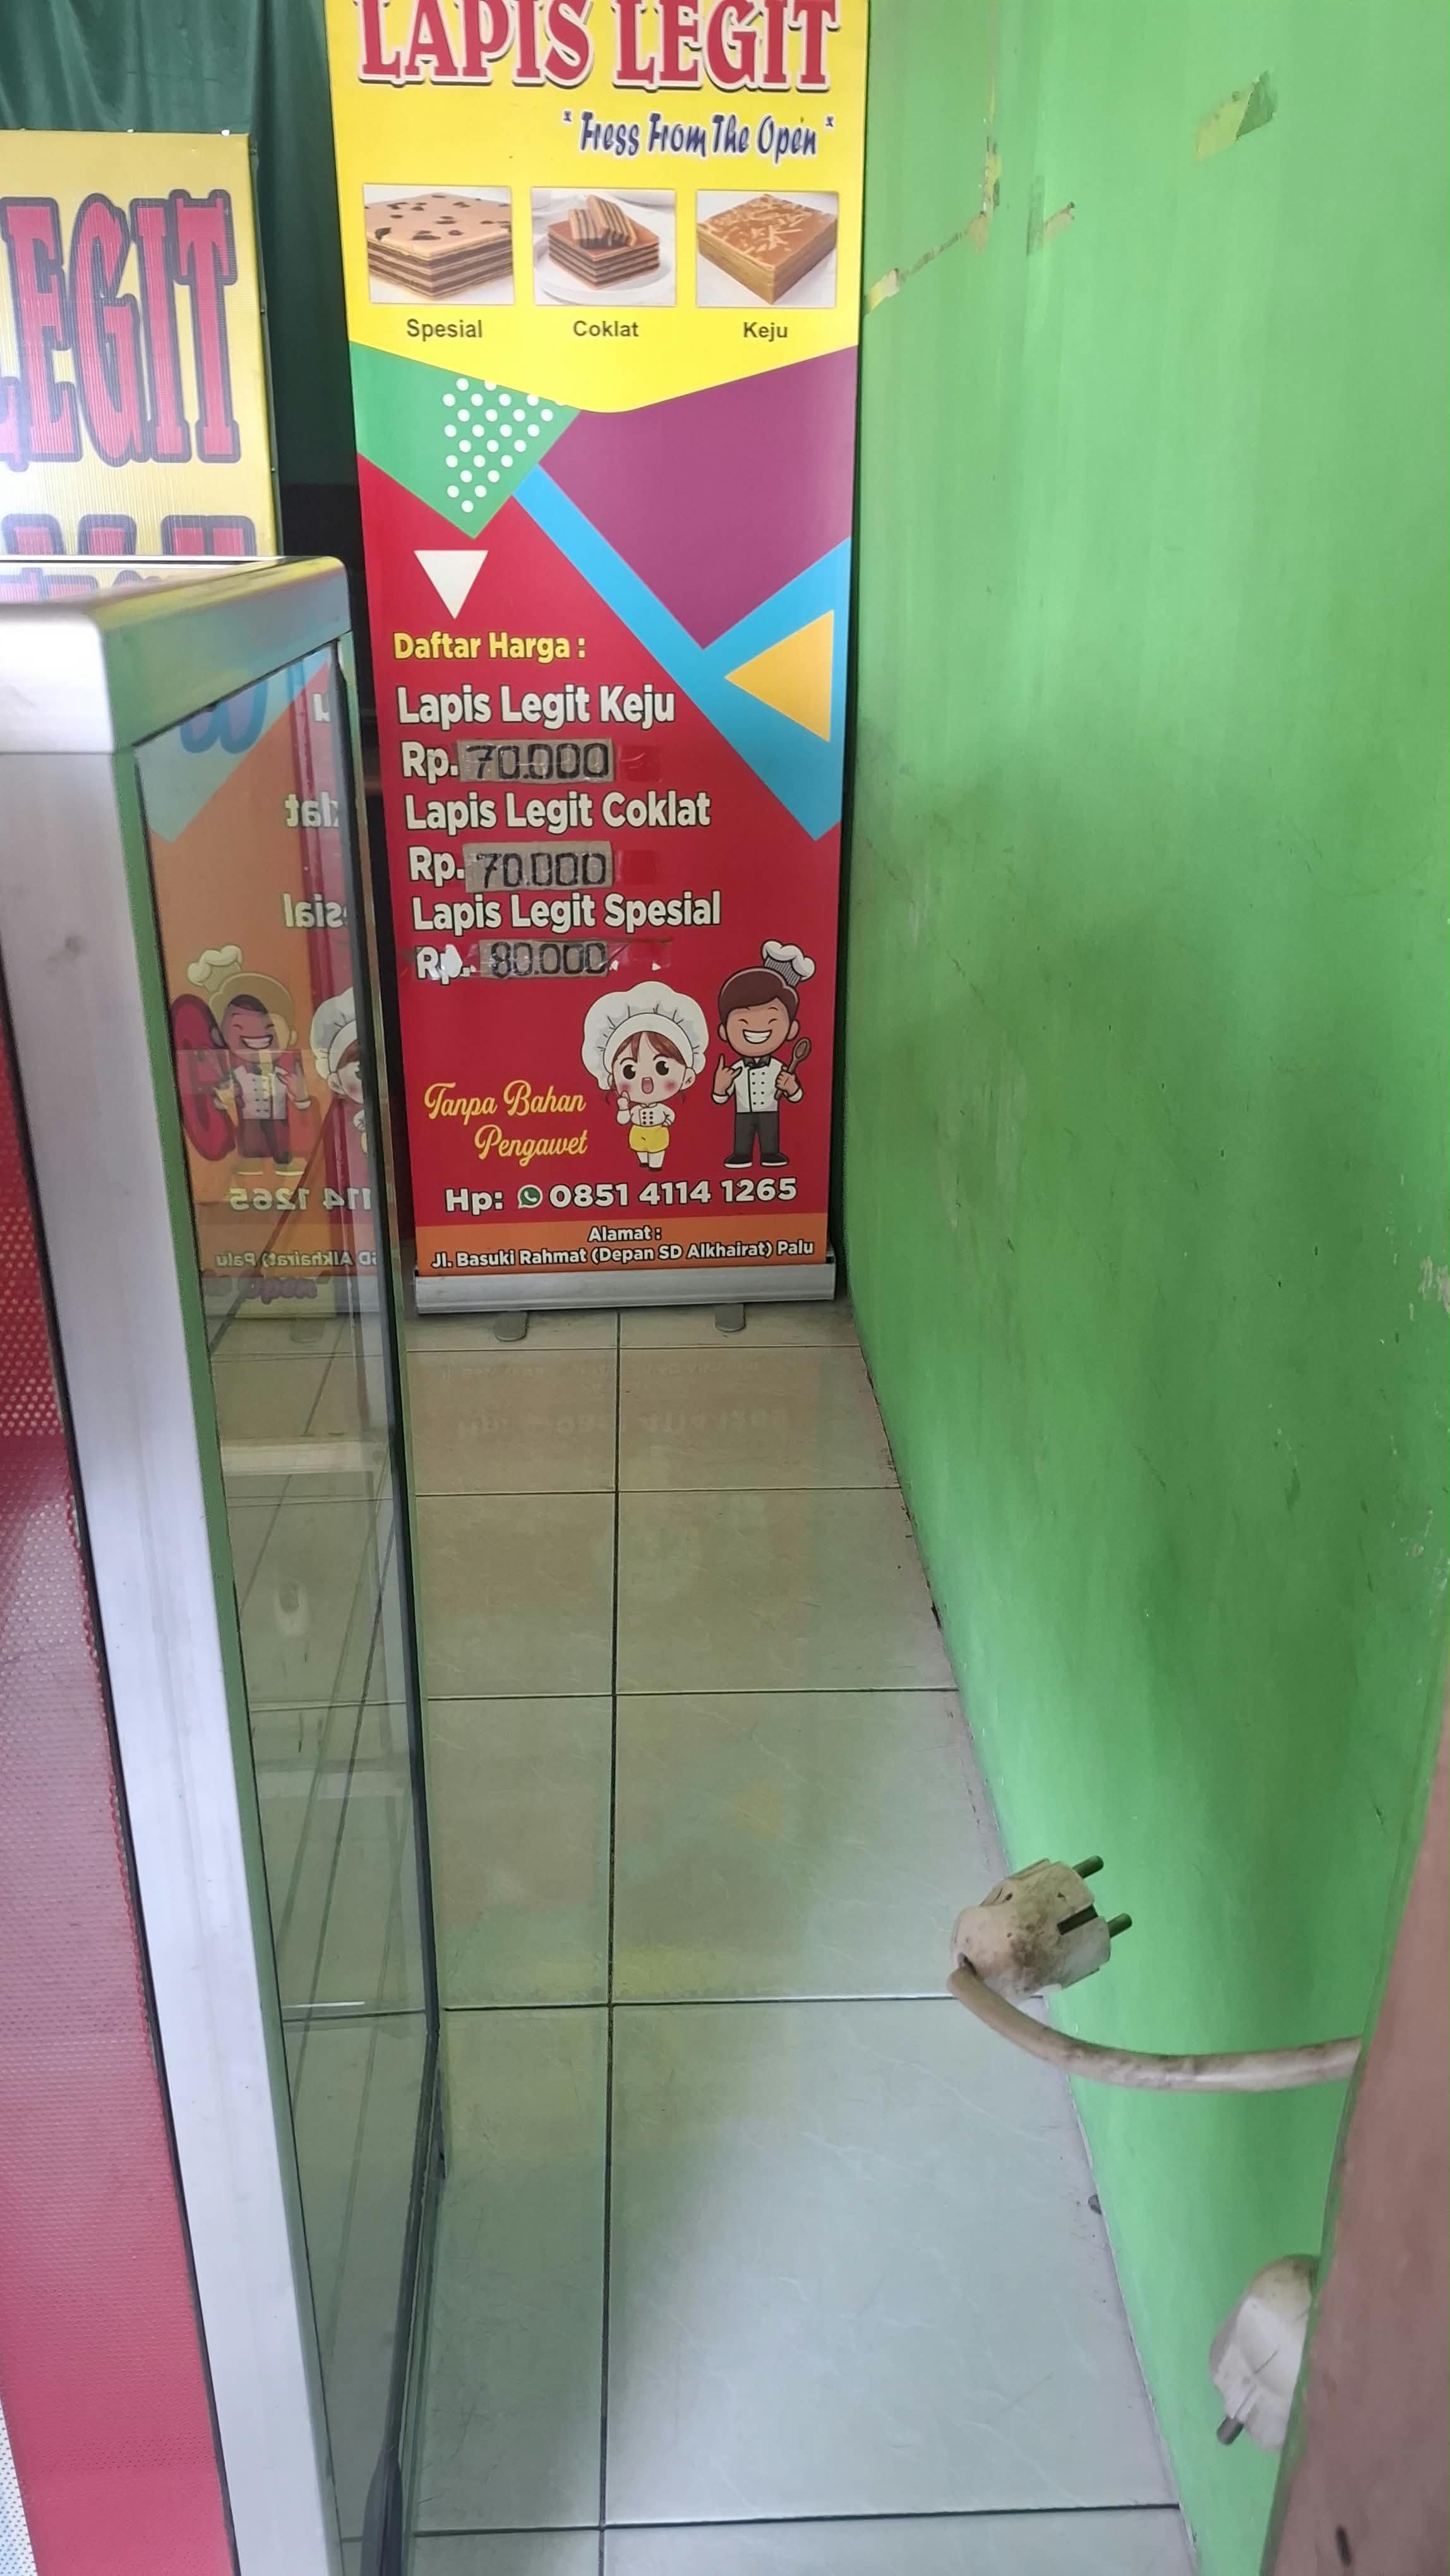 LAPIS LEGIT
"Fress From The Open"
Spesial
Coklat
Keju
Daftar Harga :
Lapis Legit Keju
Rp. 70.000
Lapis Legit Coklat
Rp. 70.000
Lapis Legit Spesial
Rp. 80.000
Tanpa Bahan
Pengawet
Hp: 0851 4114 1265
Alamat :
Jl. Basuki Rahmat (Depan SD Alkhairat) Palu
LEGIT